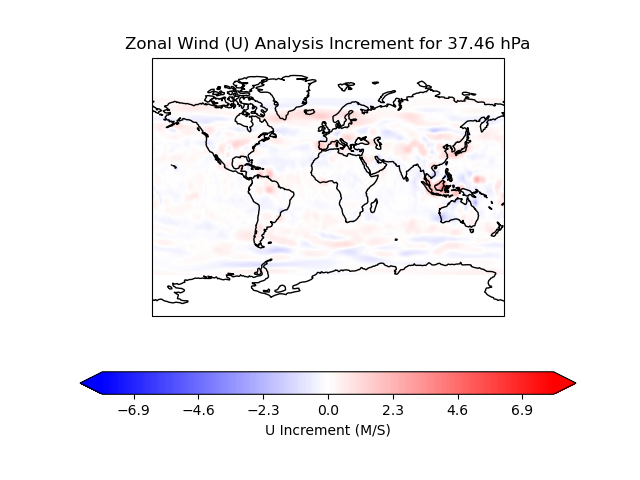 Zonal Wind (U) Analysis Increment for 37.46 hPa
−6.9 −4.6 −2.3 0.0 2.3 4.6 6.9
U Increment (M/S)